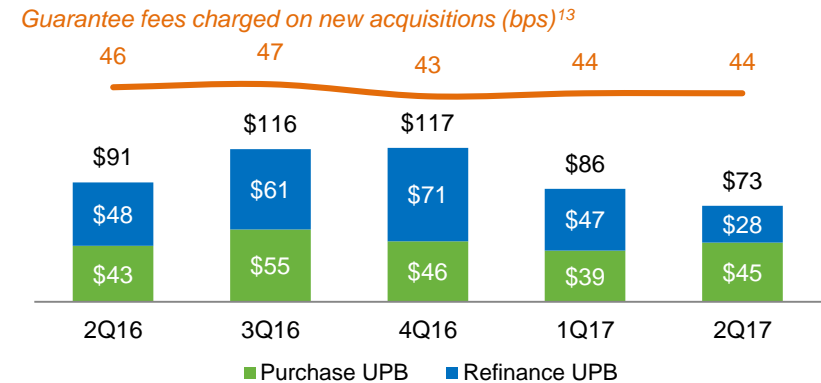 Guarantee fees charged on new acquisitions (bps)13
46 47 43 44 44
$91 $116 $117 $86 $73
$48 $61 $71 $47 $28
$43 $55 $46 $39 $45
2Q16 3Q16 4Q16 1Q17 2Q17
Purchase UPB Refinance UPB